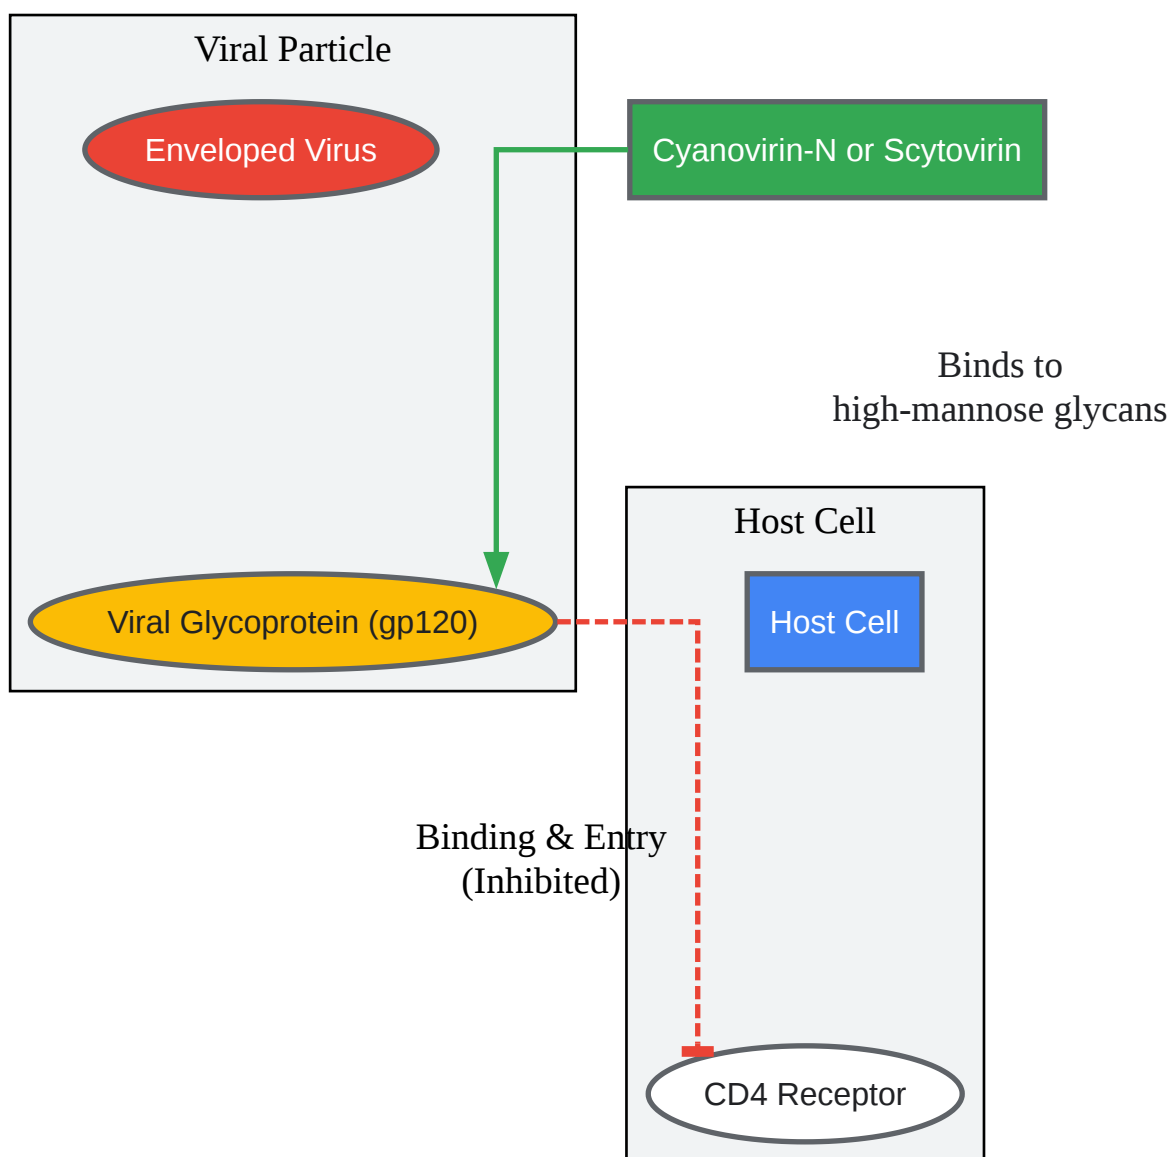 Viral Particle
Enveloped Virus
Cyanovirin-N or Scytovirin
Binds to
high-mannose glycans
Host Cell
Viral Glycoprotein (gp120)
Host Cell
Binding & Entry
(Inhibited)
CD4 Receptor